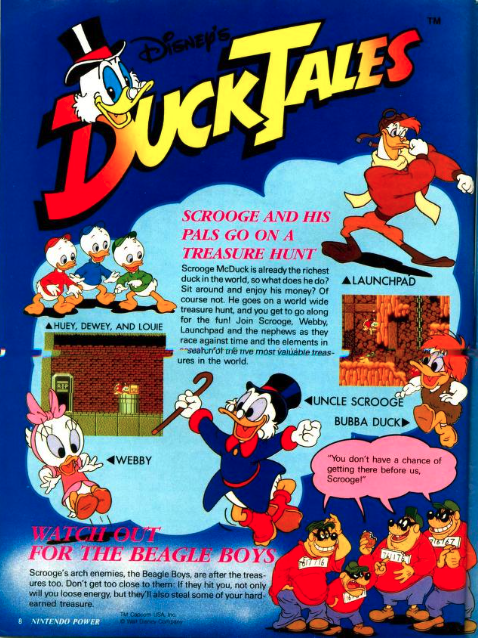 DISNEY'S
DUCKTALES
TM
SCROOGE AND HIS
PALS GO ON A
TREASURE HUNT
Scrooge McDuck is already the richest
duck in the world, so what does he do?
Sit around and enjoy his money? Of
course not. He goes on a world wide
treasure hunt, and you get to go along
for the fun! Join Scrooge, Webby,
Launchpad and the nephews as they
race against time and the elements in
search of the five most valuable treas-
ures in the world.
▲LAUNCHPAD
▲HUEY, DEWEY, AND LOUIE
◄UNCLE SCROOGE
BUBBA DUCK►
◄WEBBY
"You don't have a chance of
getting there before us,
Scrooge!"
WATCH OUT
FOR THE BEAGLE BOYS
Scrooge's arch enemies, the Beagle Boys, are after the treas-
ures too. Don't get too close to them: if they hit you, not only
will you loose energy, but they'll also steal some of your hard-
earned treasure.
TM Capcom USA, Inc.
8 NINTENDO POWER